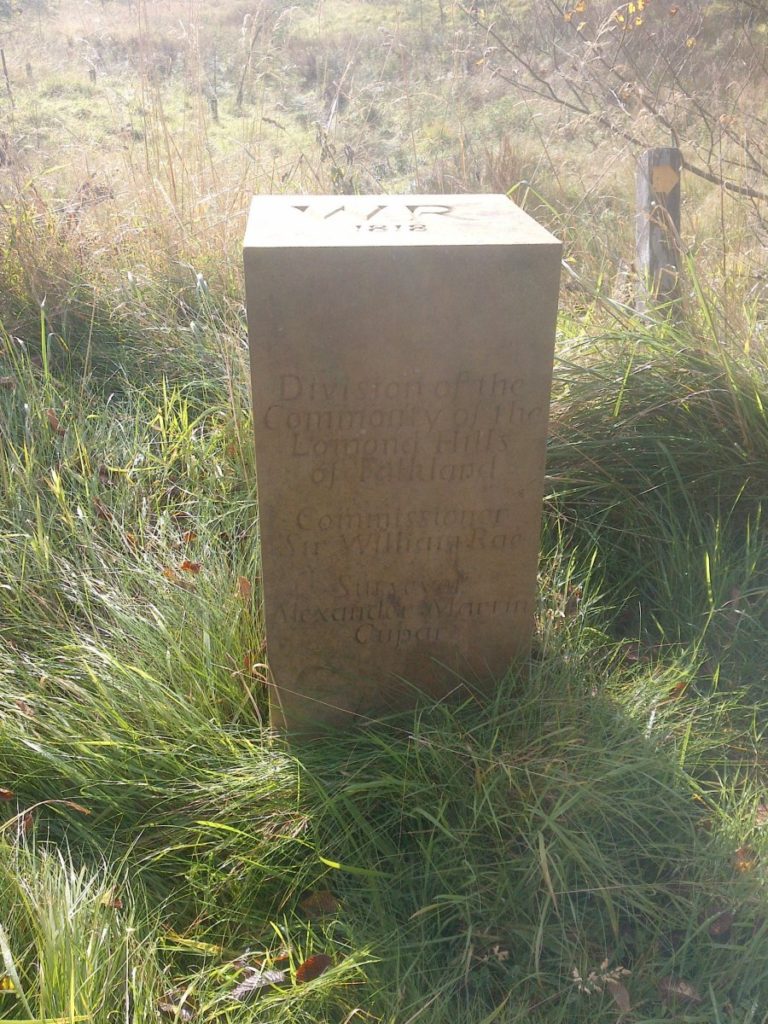 WR
1818
Division of the
Commonty of the
Lomond Hills
of Falkland
Commissioner
Sir William Rae
Surveyor
Alexander Martin
Cupar